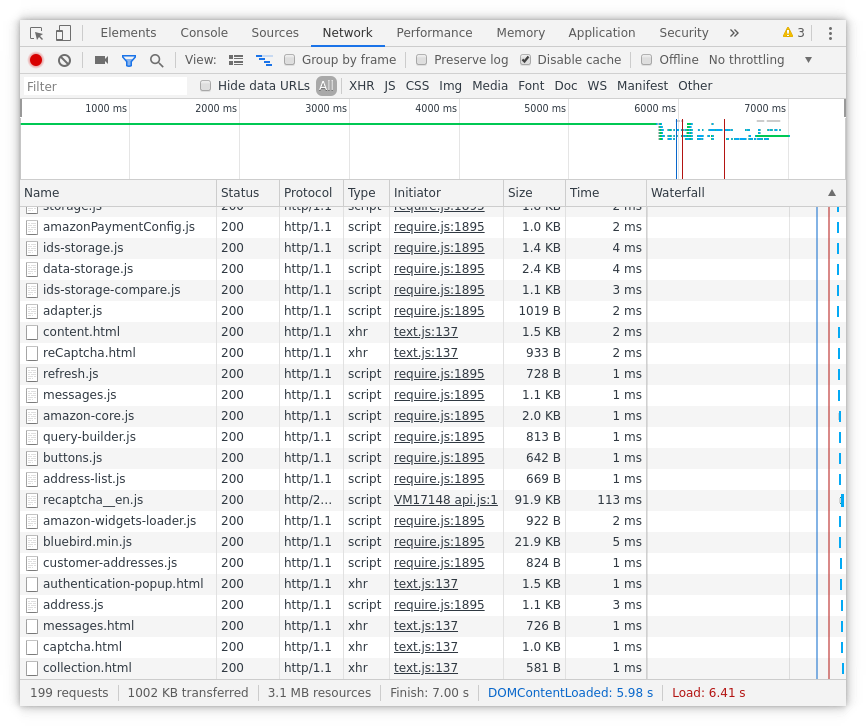 Elements Console Sources Network Performance Memory Application Security » 3
View: Group by frame Preserve log Disable cache Offline No throttling
Filter Hide data URLs All XHR JS CSS Img Media Font Doc WS Manifest Other
1000 ms 2000 ms 3000 ms 4000 ms 5000 ms 6000 ms 7000 ms
Name Status Protocol Type Initiator Size Time Waterfall
storage.js 200 http/1.1 script require.js:1895 1.8 KB 2 ms
amazonPaymentConfig.js 200 http/1.1 script require.js:1895 1.0 KB 2 ms
ids-storage.js 200 http/1.1 script require.js:1895 1.4 KB 4 ms
data-storage.js 200 http/1.1 script require.js:1895 2.4 KB 4 ms
ids-storage-compare.js 200 http/1.1 script require.js:1895 1.1 KB 3 ms
adapter.js 200 http/1.1 script require.js:1895 1019 B 2 ms
content.html 200 http/1.1 xhr text.js:137 1.5 KB 2 ms
reCaptcha.html 200 http/1.1 xhr text.js:137 933 B 2 ms
refresh.js 200 http/1.1 script require.js:1895 728 B 1 ms
messages.js 200 http/1.1 script require.js:1895 1.1 KB 1 ms
amazon-core.js 200 http/1.1 script require.js:1895 2.0 KB 1 ms
query-builder.js 200 http/1.1 script require.js:1895 813 B 1 ms
buttons.js 200 http/1.1 script require.js:1895 642 B 1 ms
address-list.js 200 http/1.1 script require.js:1895 669 B 1 ms
recaptcha__en.js 200 http/2… script VM17148 api.js:1 91.9 KB 113 ms
amazon-widgets-loader.js 200 http/1.1 script require.js:1895 922 B 2 ms
bluebird.min.js 200 http/1.1 script require.js:1895 21.9 KB 5 ms
customer-addresses.js 200 http/1.1 script require.js:1895 824 B 1 ms
authentication-popup.html 200 http/1.1 xhr text.js:137 1.5 KB 1 ms
address.js 200 http/1.1 script require.js:1895 1.1 KB 3 ms
messages.html 200 http/1.1 xhr text.js:137 726 B 1 ms
captcha.html 200 http/1.1 xhr text.js:137 1.0 KB 1 ms
collection.html 200 http/1.1 xhr text.js:137 581 B 1 ms
199 requests 1002 KB transferred 3.1 MB resources Finish: 7.00 s DOMContentLoaded: 5.98 s Load: 6.41 s